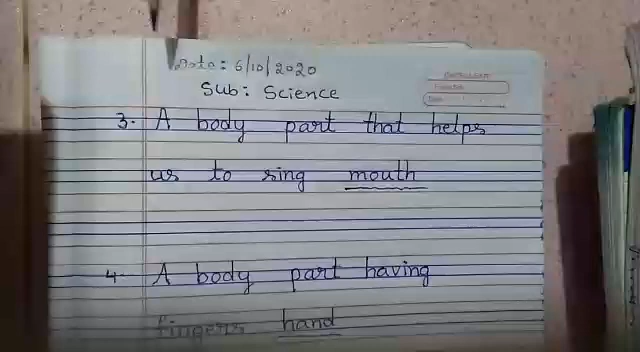 Date: 6/10/2020
Sub: Science
3. A body part that helps
us to sing mouth
4. A body part having
fingers hand